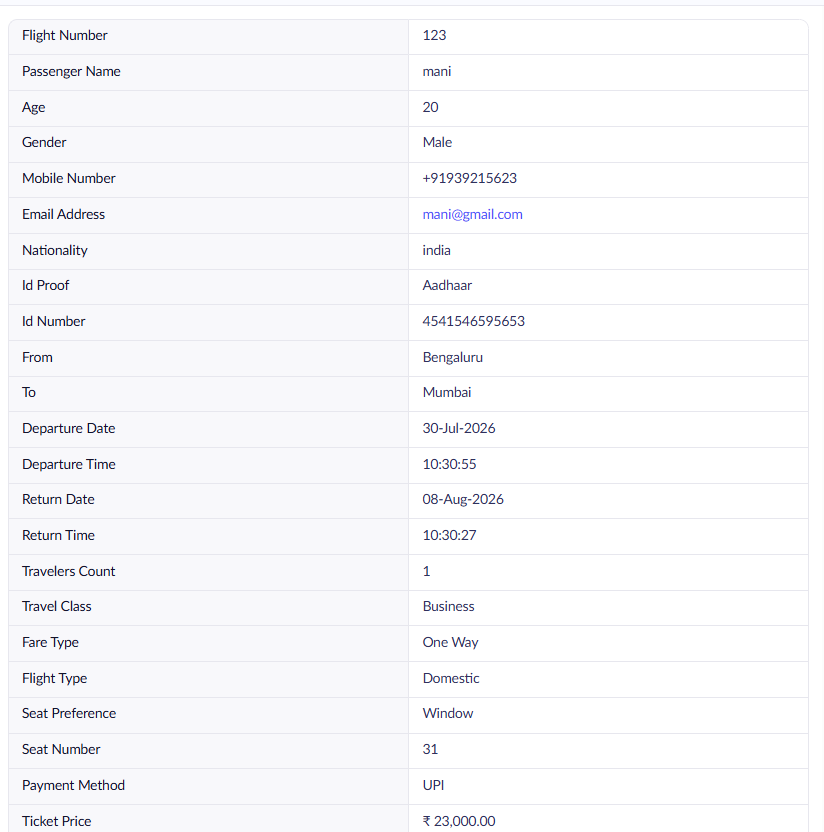 Flight Number 123
Passenger Name mani
Age 20
Gender Male
Mobile Number +91939215623
Email Address mani@gmail.com
Nationality india
Id Proof Aadhaar
Id Number 4541546595653
From Bengaluru
To Mumbai
Departure Date 30-Jul-2026
Departure Time 10:30:55
Return Date 08-Aug-2026
Return Time 10:30:27
Travelers Count 1
Travel Class Business
Fare Type One Way
Flight Type Domestic
Seat Preference Window
Seat Number 31
Payment Method UPI
Ticket Price ₹ 23,000.00